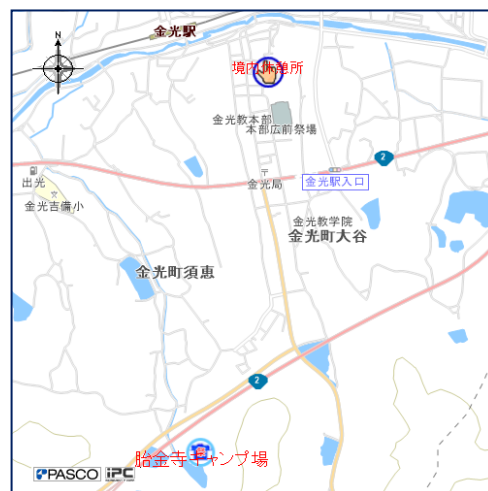 金光駅
N
境内休憩所
金光教本部
本部広前祭場
2
出光
金光局
金光駅入口
金光吉備小
金光教学院
金光町大谷
金光町須恵
2
胎金寺キャンプ場
PASCO iPC